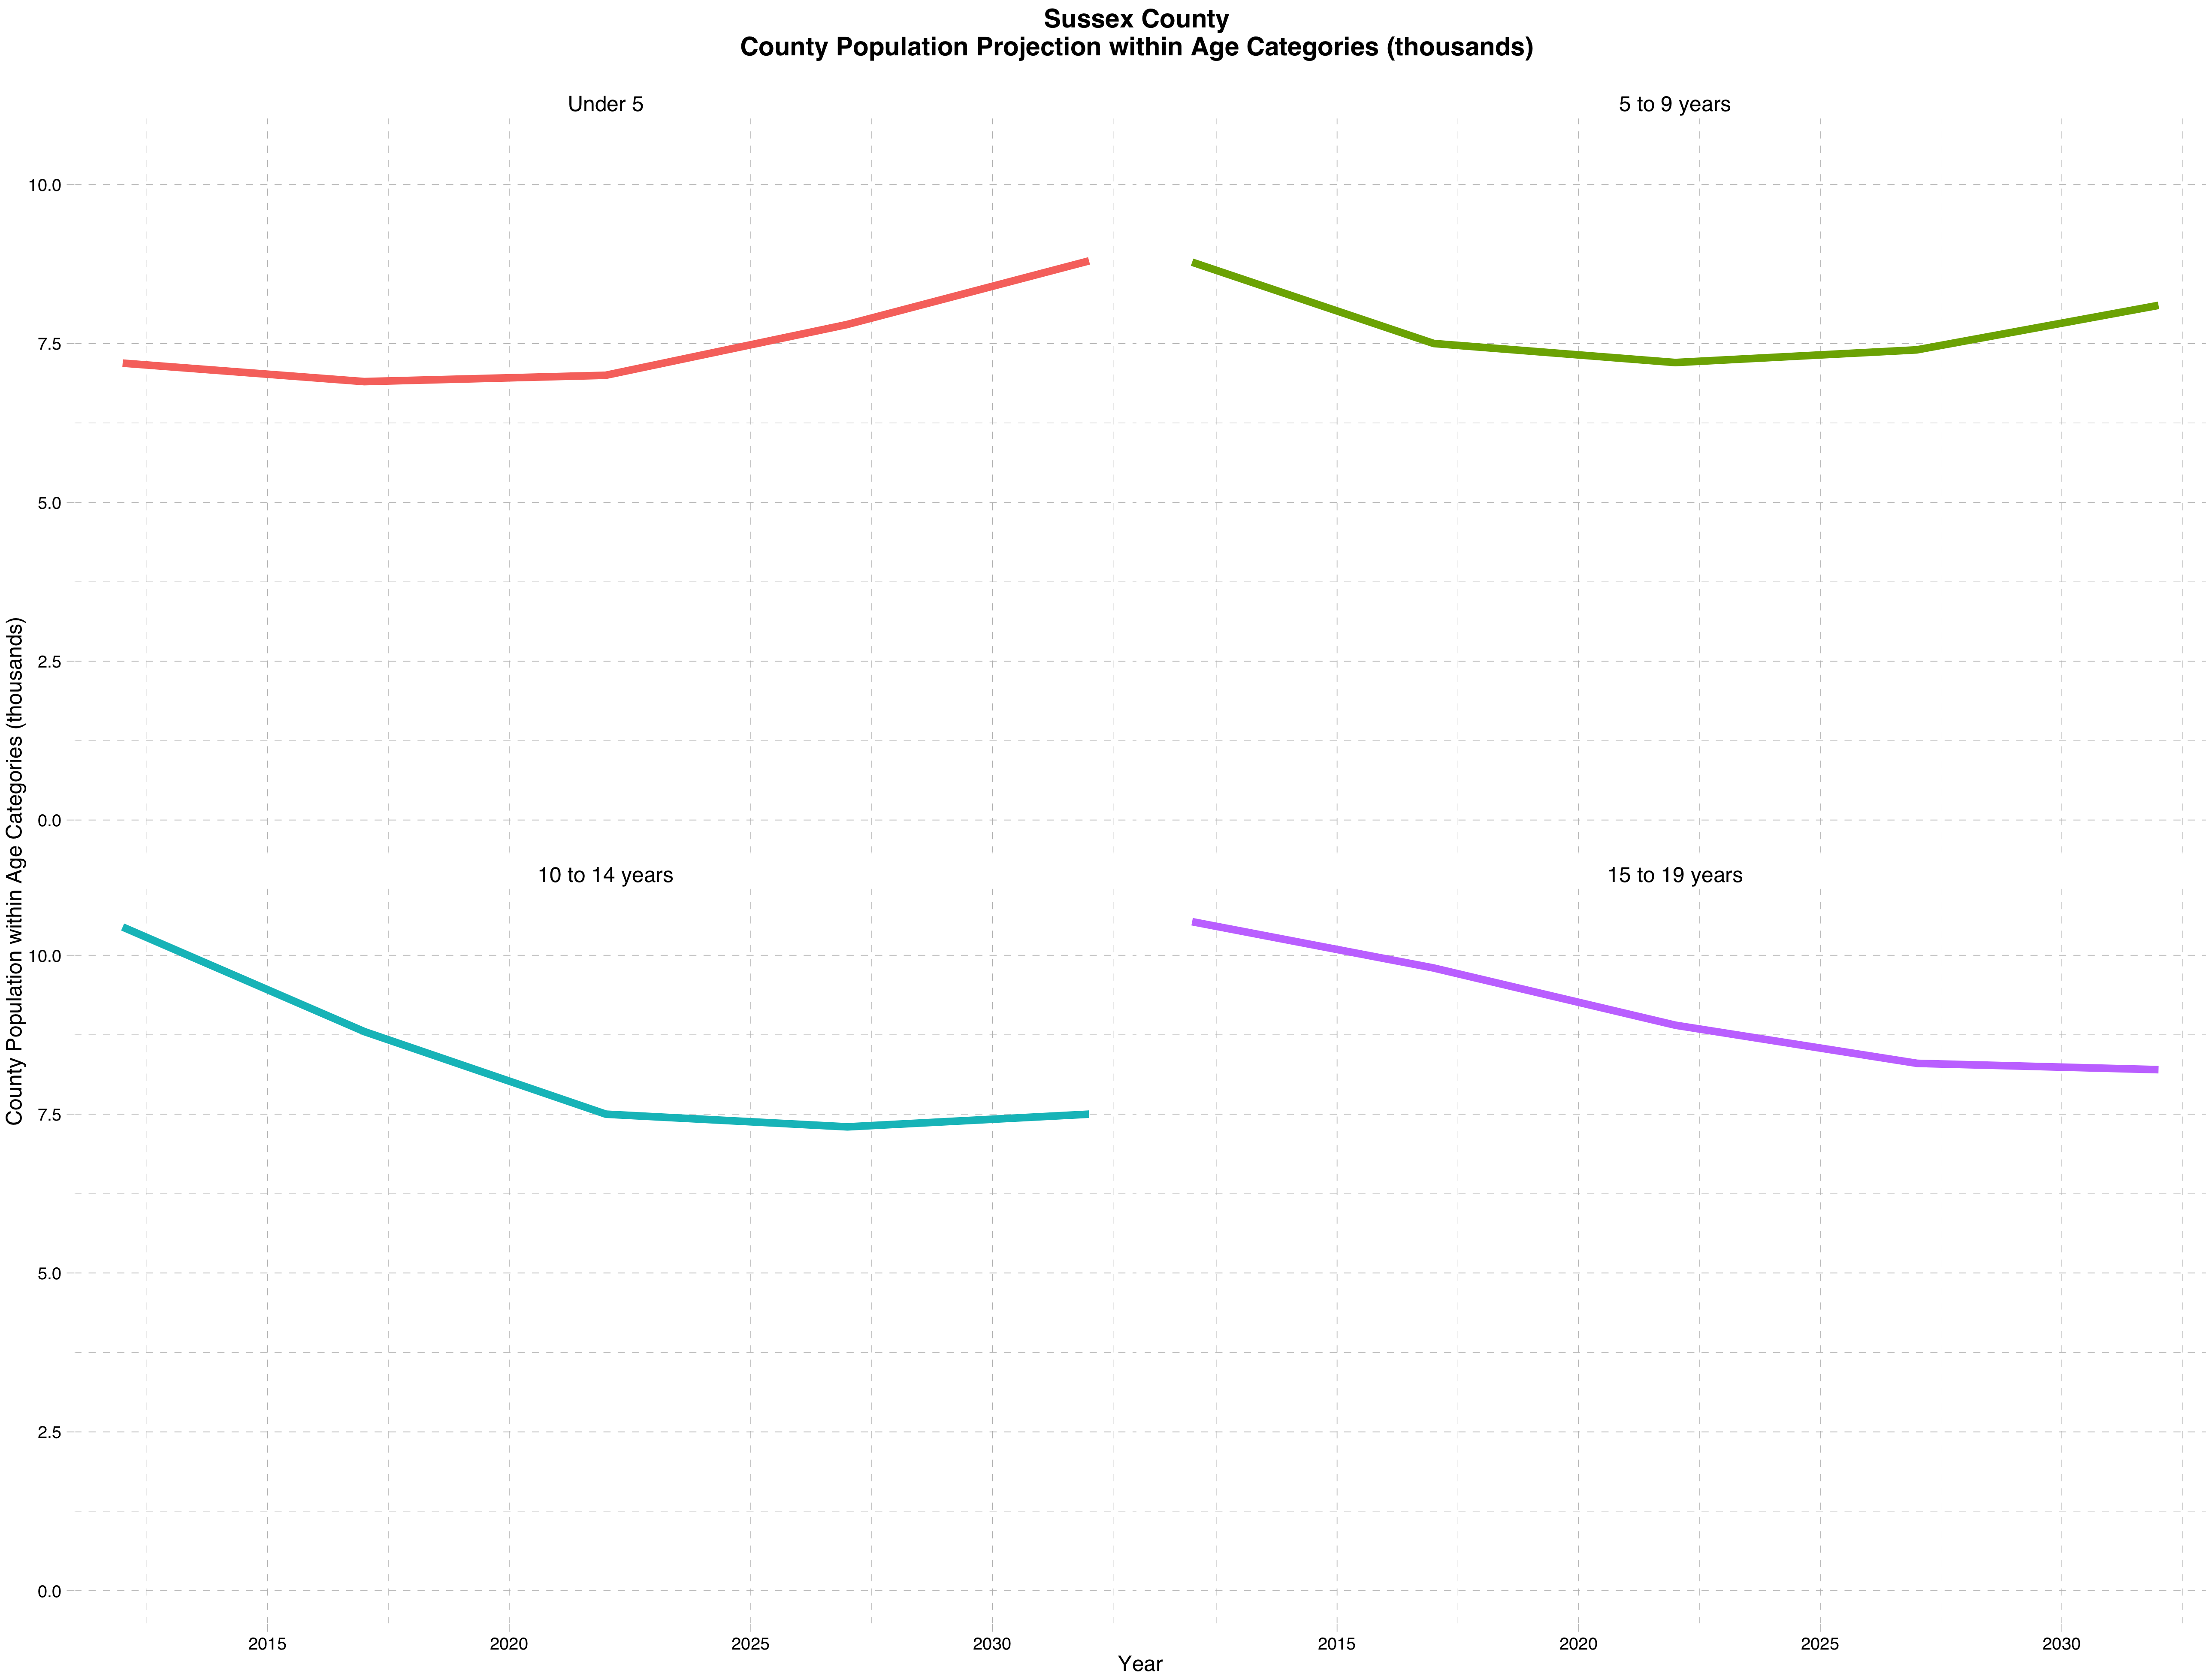 Sussex County
County Population Projection within Age Categories (thousands)
Under 5
5 to 9 years
10.0
7.5
5.0
2.5
0.0
County Population within Age Categories (thousands)
10 to 14 years
15 to 19 years
10.0
7.5
5.0
2.5
0.0
2015 2020 2025 2030 2015 2020 2025 2030
Year